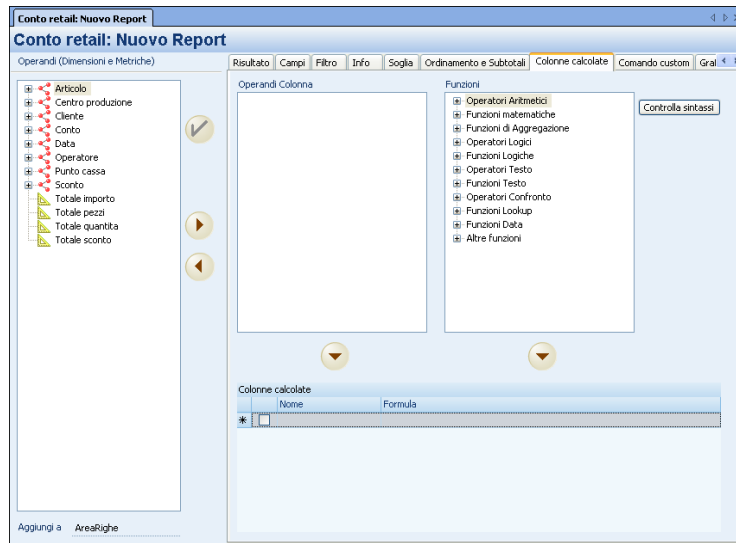 Conto retail: Nuovo Report
Conto retail: Nuovo Report
Operandi (Dimensioni e Metriche)
Articolo
Centro produzione
Cliente
Conto
Data
Operatore
Punto cassa
Sconto
Totale importo
Totale pezzi
Totale quantita
Totale sconto
Aggiungi a AreaRighe
Risultato Campi Filtro Info Soglia Ordinamento e Subtotali Colonne calcolate Comando custom
Operandi Colonna
Funzioni
Operatori Aritmetici
Funzioni matematiche
Funzioni di Aggregazione
Operatori Logici
Funzioni Logiche
Operatori Testo
Funzioni Testo
Operatori Confronto
Funzioni Lookup
Funzioni Data
Altre funzioni
Controlla sintassi
Colonne calcolate
Nome Formula